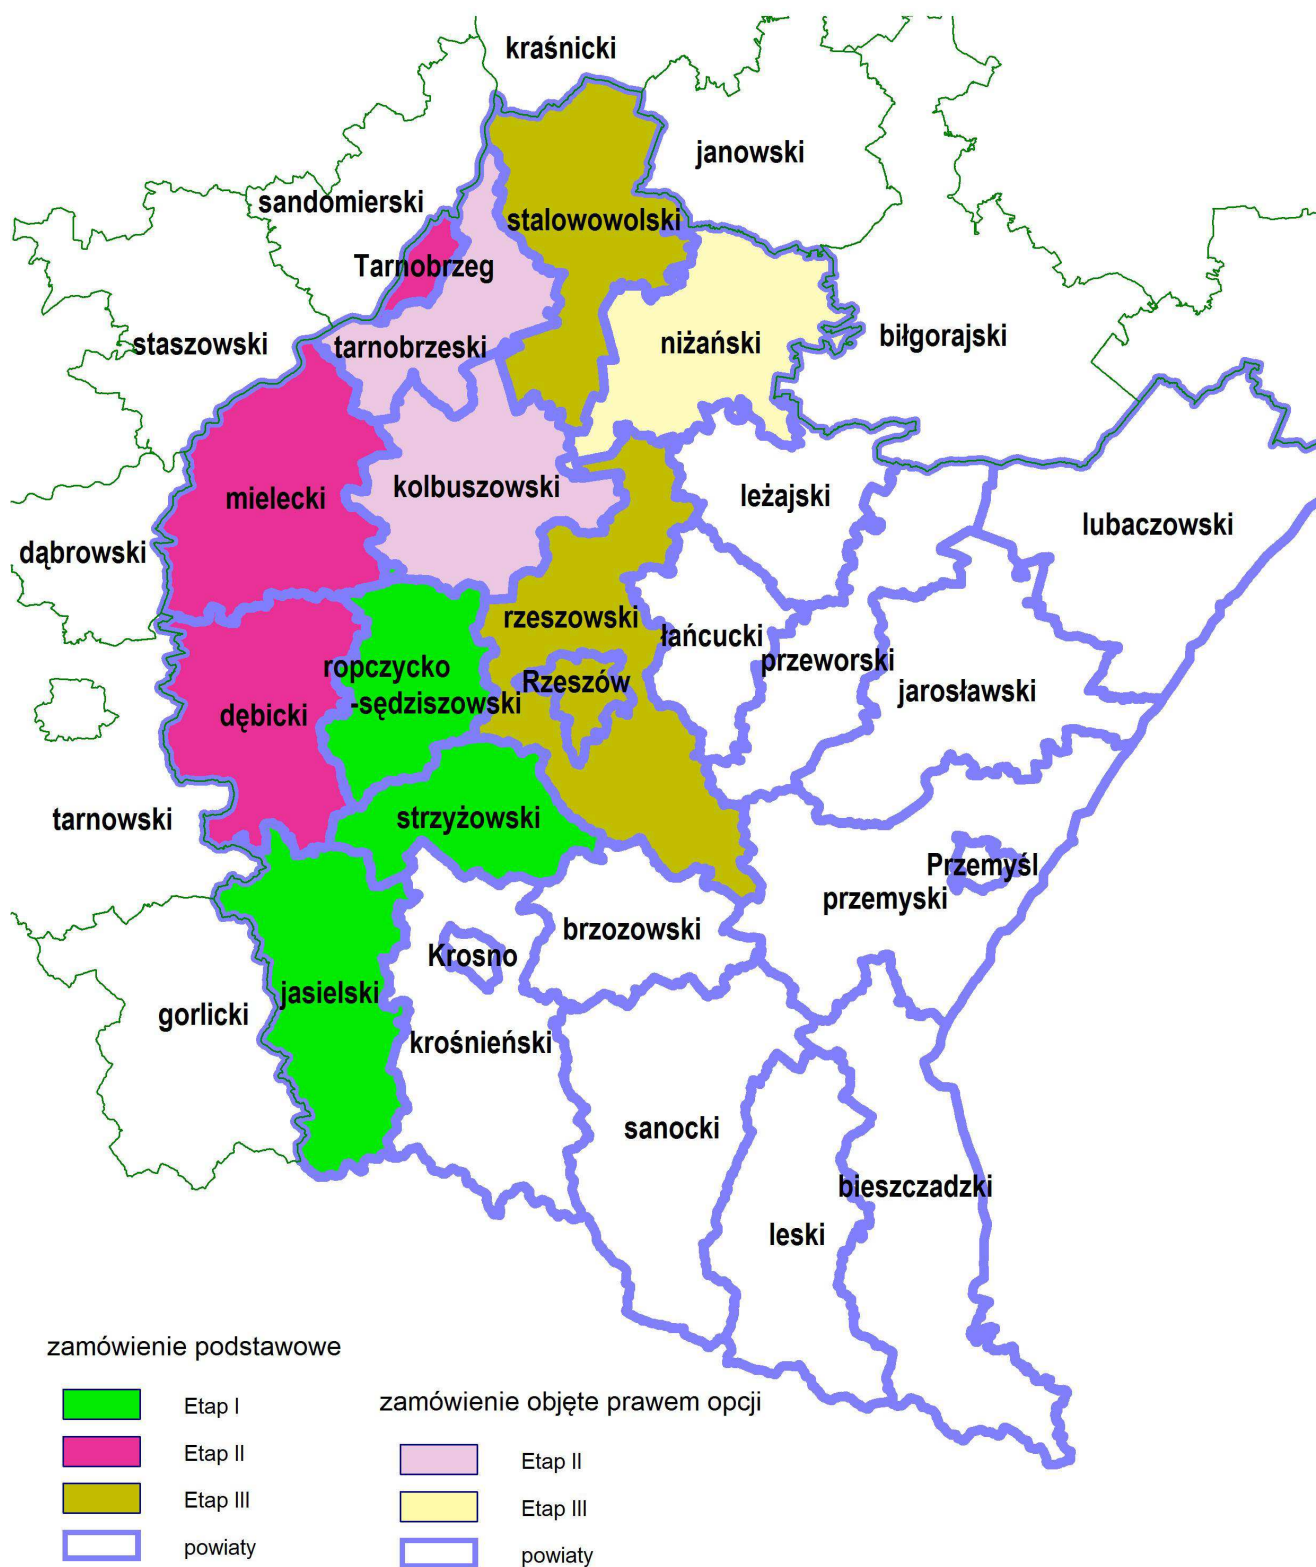 kraśnicki
janowski
sandomierski
stalowowolski
Tarnobrzeg
staszowski
tarnobrzeski
niżański
biłgorajski
mielecki
kolbuszowski
leżajski
lubaczowski
dąbrowski
rzeszowski
łańcucki
ropczycko
-sędziszowski
Rzeszów
przeworski
jarosławski
dębicki
tarnowski
strzyżowski
Przemyśl
przemyski
brzozowski
Krosno
jasielski
gorlicki
krośnieński
sanocki
bieszczadzki
leski
zamówienie podstawowe
Etap I
Etap II
Etap III
powiaty
zamówienie objęte prawem opcji
Etap II
Etap III
powiaty